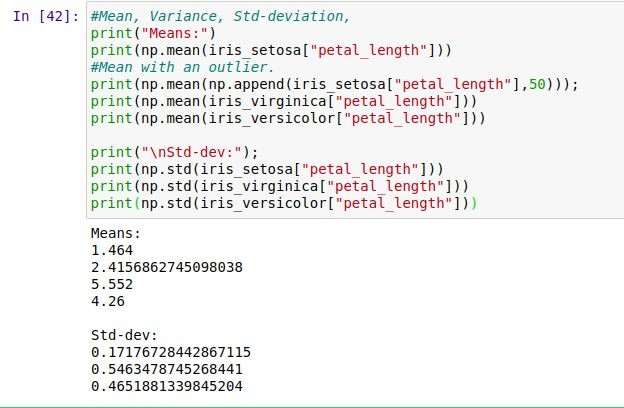 In [42]: #Mean, Variance, Std-deviation,
print("Means:")
print(np.mean(iris_setosa["petal_length"]))
#Mean with an outlier.
print(np.mean(np.append(iris_setosa["petal_length"],50)));
print(np.mean(iris_virginica["petal_length"]))
print(np.mean(iris_versicolor["petal_length"]))

print("\nStd-dev:");
print(np.std(iris_setosa["petal_length"]))
print(np.std(iris_virginica["petal_length"]))
print(np.std(iris_versicolor["petal_length"]))
Means:
1.464
2.4156862745098038
5.552
4.26

Std-dev:
0.17176728442867115
0.5463478745268441
0.4651881339845204